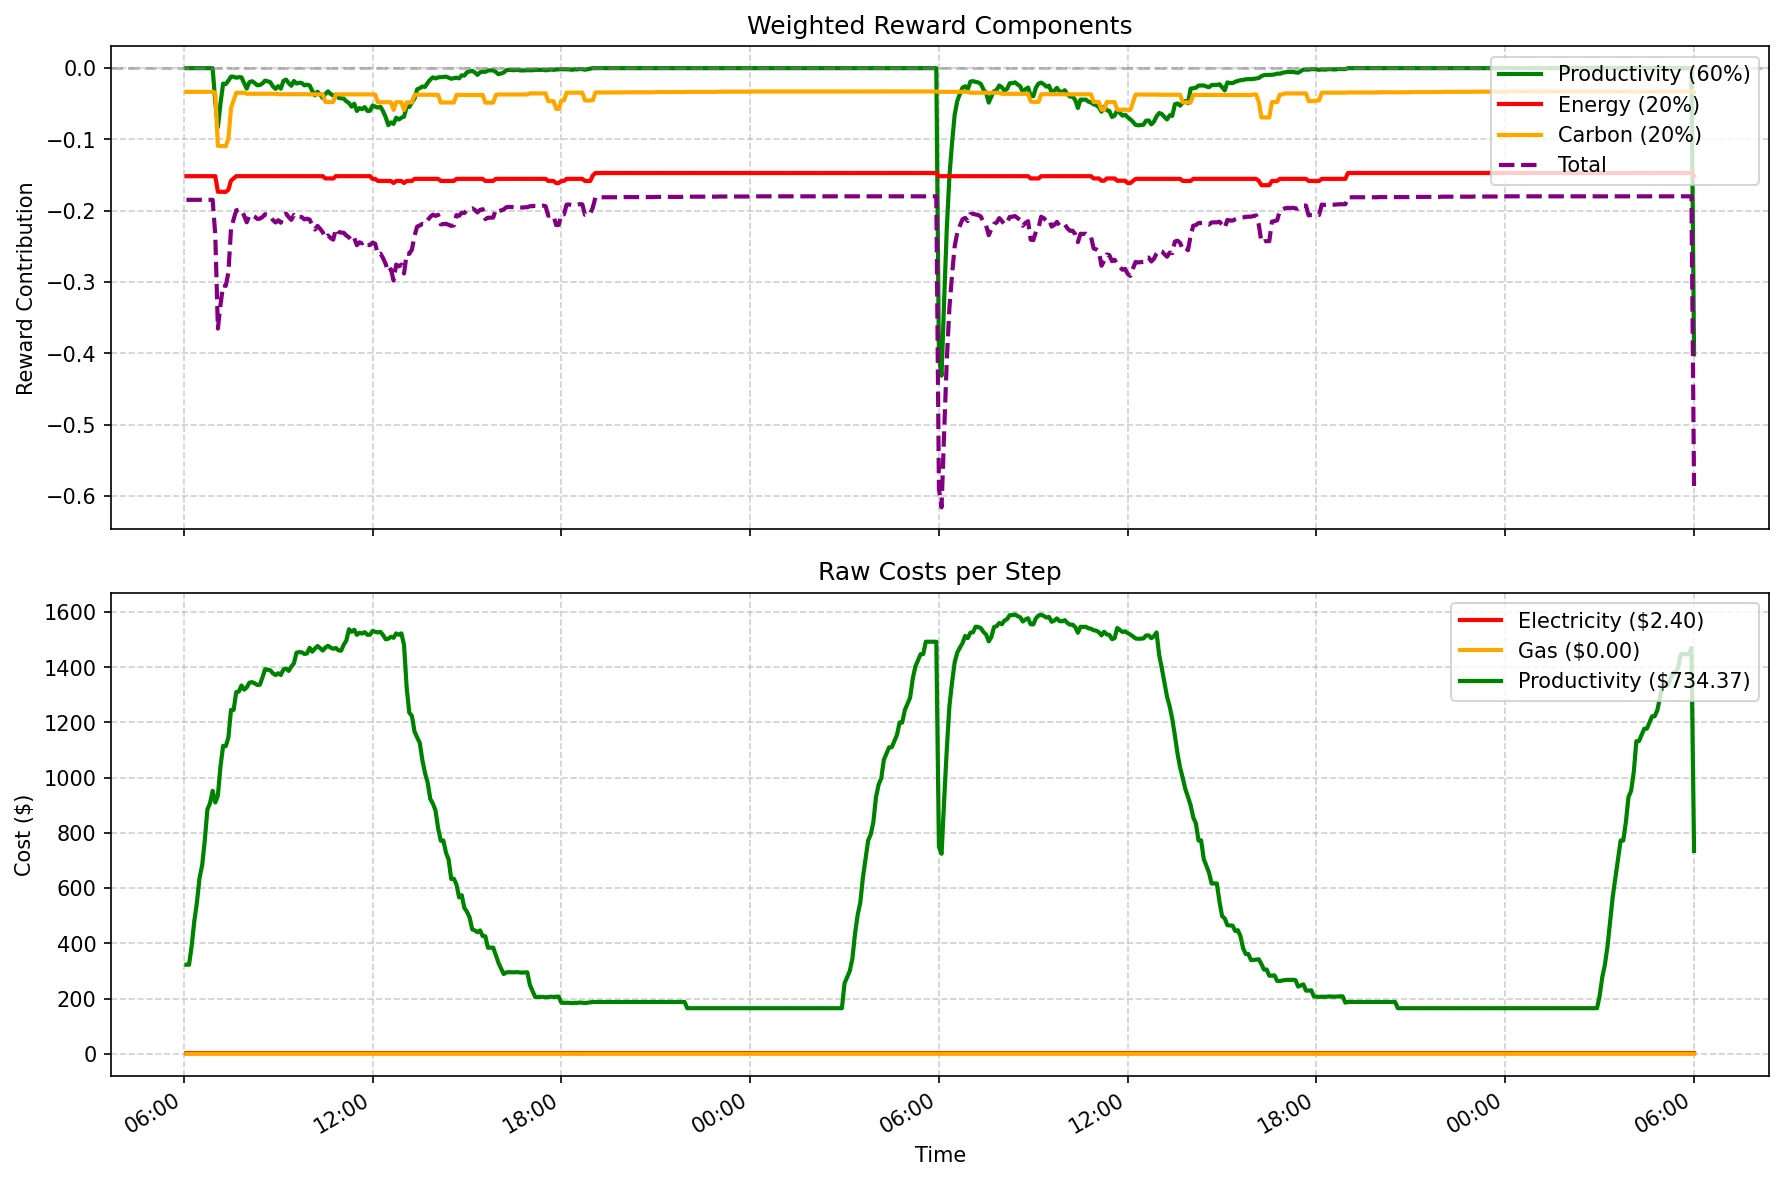 Weighted Reward Components
0.0
−0.1
−0.2
−0.3
−0.4
−0.5
−0.6
Reward Contribution
Productivity (60%)
Energy (20%)
Carbon (20%)
Total
Raw Costs per Step
1600
1400
1200
1000
800
600
400
200
0
Cost ($)
Electricity ($2.40)
Gas ($0.00)
Productivity ($734.37)
06:00
12:00
18:00
00:00
06:00
12:00
18:00
00:00
06:00
Time